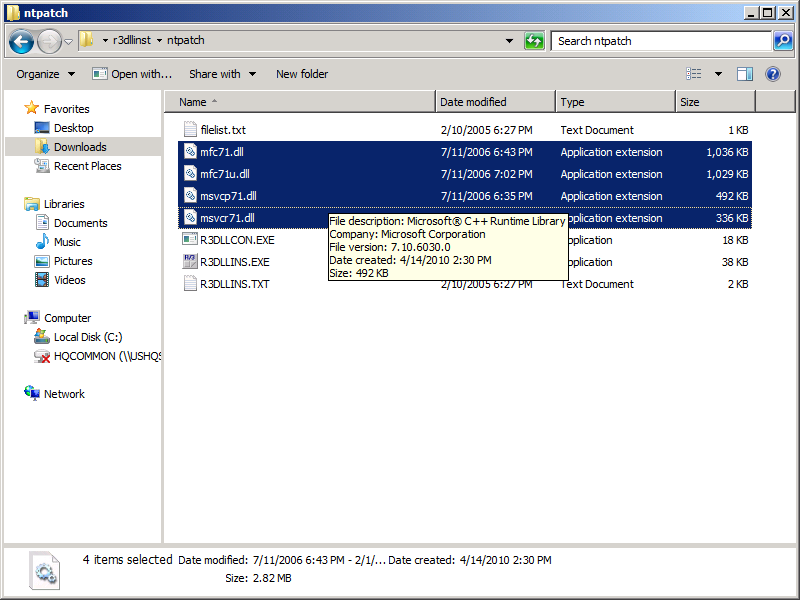 ntpatch
r3dllinst ntpatch Search ntpatch
Organize Open with... Share with New folder
Favorites
Desktop
Downloads
Recent Places
Libraries
Documents
Music
Pictures
Videos
Computer
Local Disk (C:)
HQCOMMON (\\USHQS
Network
Name Date modified Type Size
filelist.txt 2/10/2005 6:27 PM Text Document 1 KB
mfc71.dll 7/11/2006 6:43 PM Application extension 1,036 KB
mfc71u.dll 7/11/2006 7:02 PM Application extension 1,029 KB
msvcp71.dll 7/11/2006 6:35 PM Application extension 492 KB
msvcr71.dll pplication extension 336 KB
R3DLLCON.EXE pplication 18 KB
R3DLLINS.EXE pplication 38 KB
R3DLLINS.TXT 2/10/2005 6:27 PM Text Document 2 KB
File description: Microsoft® C++ Runtime Library
Company: Microsoft Corporation
File version: 7.10.6030.0
Date created: 4/14/2010 2:30 PM
Size: 492 KB
4 items selected Date modified: 7/11/2006 6:43 PM - 2/1/... Date created: 4/14/2010 2:30 PM
Size: 2.82 MB